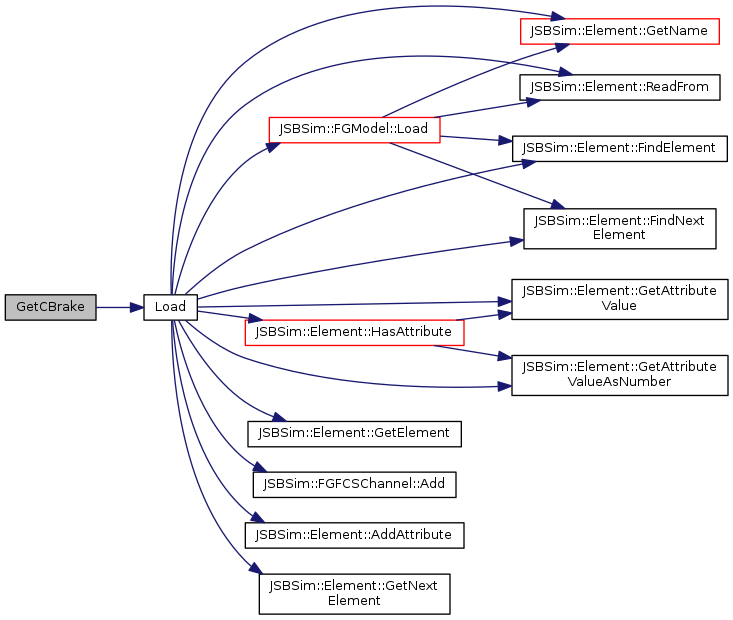 GetCBrake
Load
JSBSim::FGModel::Load
JSBSim::Element::HasAttribute
JSBSim::Element::GetElement
JSBSim::FGFCSChannel::Add
JSBSim::Element::AddAttribute
JSBSim::Element::GetNext
Element
JSBSim::Element::GetName
JSBSim::Element::ReadFrom
JSBSim::Element::FindElement
JSBSim::Element::FindNext
Element
JSBSim::Element::GetAttribute
Value
JSBSim::Element::GetAttribute
ValueAsNumber